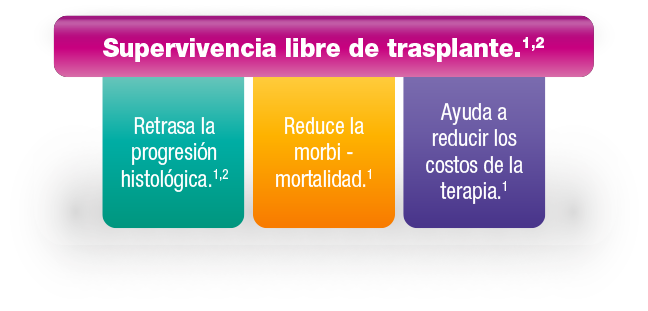 Supervivencia libre de trasplante.1,2
Retrasa la
progresión
histológica.1,2
Reduce la
morbi -
mortalidad.1
Ayuda a
reducir los
costos de la
terapia.1